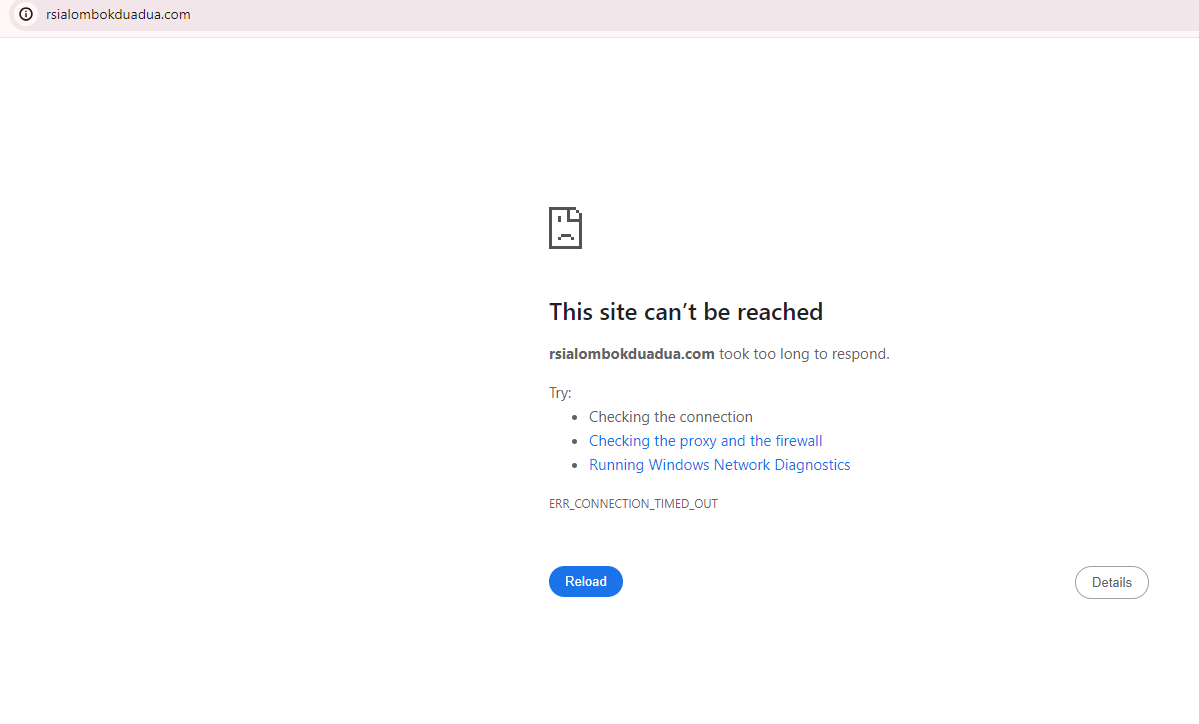 rsialombokduadua.com
This site can’t be reached
rsialombokduadua.com took too long to respond.
Try:
Checking the connection
Checking the proxy and the firewall
Running Windows Network Diagnostics
ERR_CONNECTION_TIMED_OUT
Reload
Details